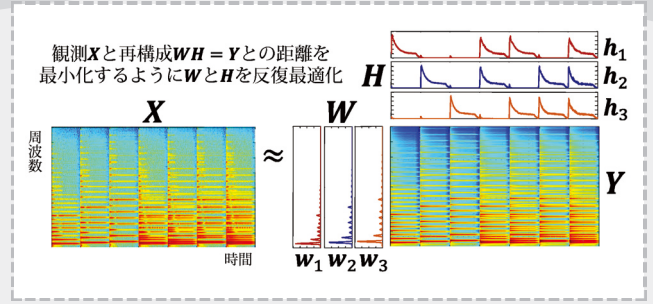 観測X と再構成WH = Y との距離を
最小化するようにW とH を反復最適化
H
h1
h2
h3
X
W
周波数
≈
Y
時間
w1 w2 w3